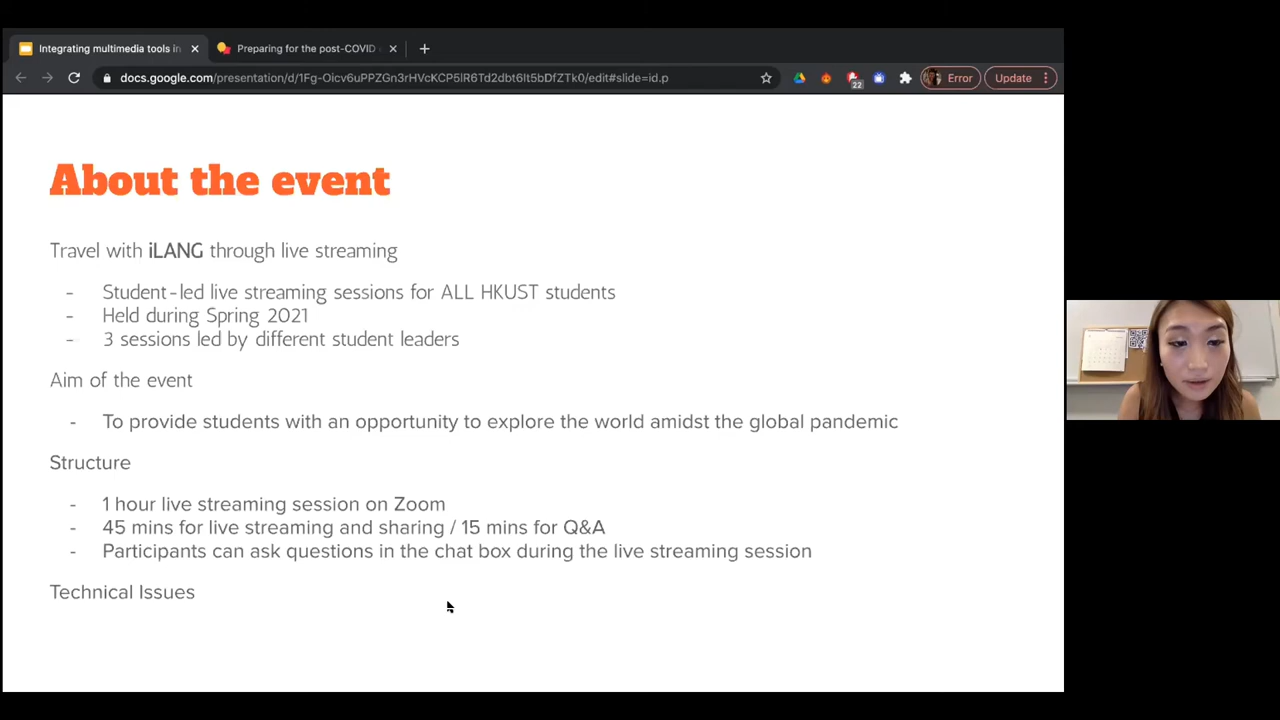 Integrating multimedia tools in
Preparing for the post-COVID
docs.google.com/presentation/d/1Fg-Oicv6uPPZGn3rHVcKCP5lR6Td2dbt6lt5bDfZTk0/edit#slide=id.p
22
Error
Update
About the event
Travel with iLANG through live streaming
- Student-led live streaming sessions for ALL HKUST students
- Held during Spring 2021
- 3 sessions led by different student leaders
Aim of the event
- To provide students with an opportunity to explore the world amidst the global pandemic
Structure
- 1 hour live streaming session on Zoom
- 45 mins for live streaming and sharing / 15 mins for Q&A
- Participants can ask questions in the chat box during the live streaming session
Technical Issues